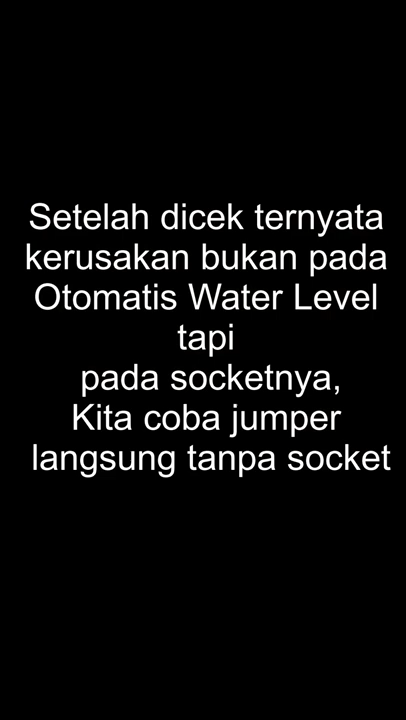 Setelah dicek ternyata
kerusakan bukan pada
Otomatis Water Level
tapi
pada socketnya,
Kita coba jumper
langsung tanpa socket